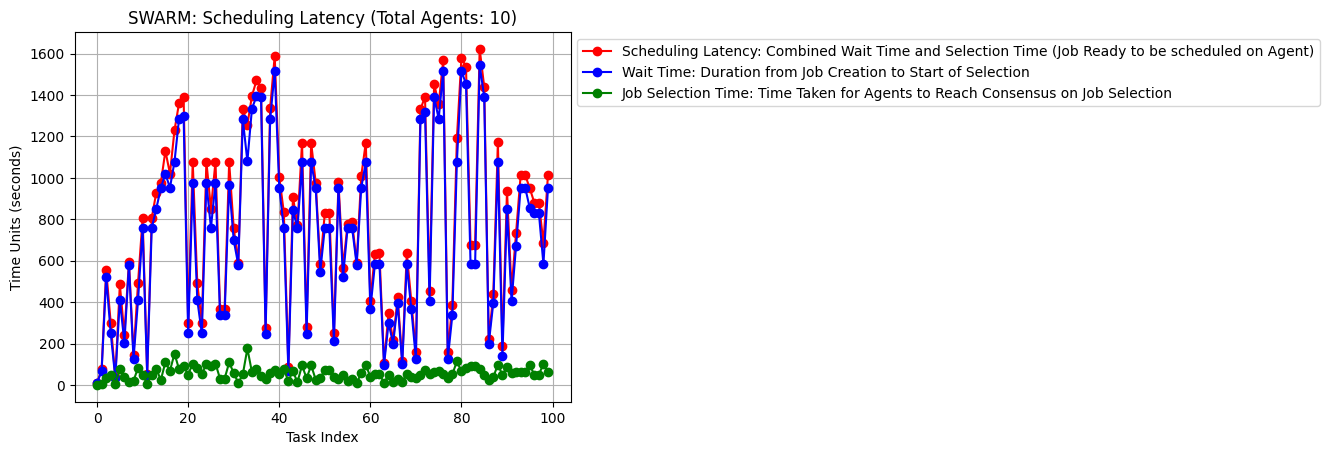 SWARM: Scheduling Latency (Total Agents: 10)
Scheduling Latency: Combined Wait Time and Selection Time (Job Ready to be scheduled on Agent)
Wait Time: Duration from Job Creation to Start of Selection
Job Selection Time: Time Taken for Agents to Reach Consensus on Job Selection
Time Units (seconds)
1600
1400
1200
1000
800
600
400
200
0
0 20 40 60 80 100
Task Index